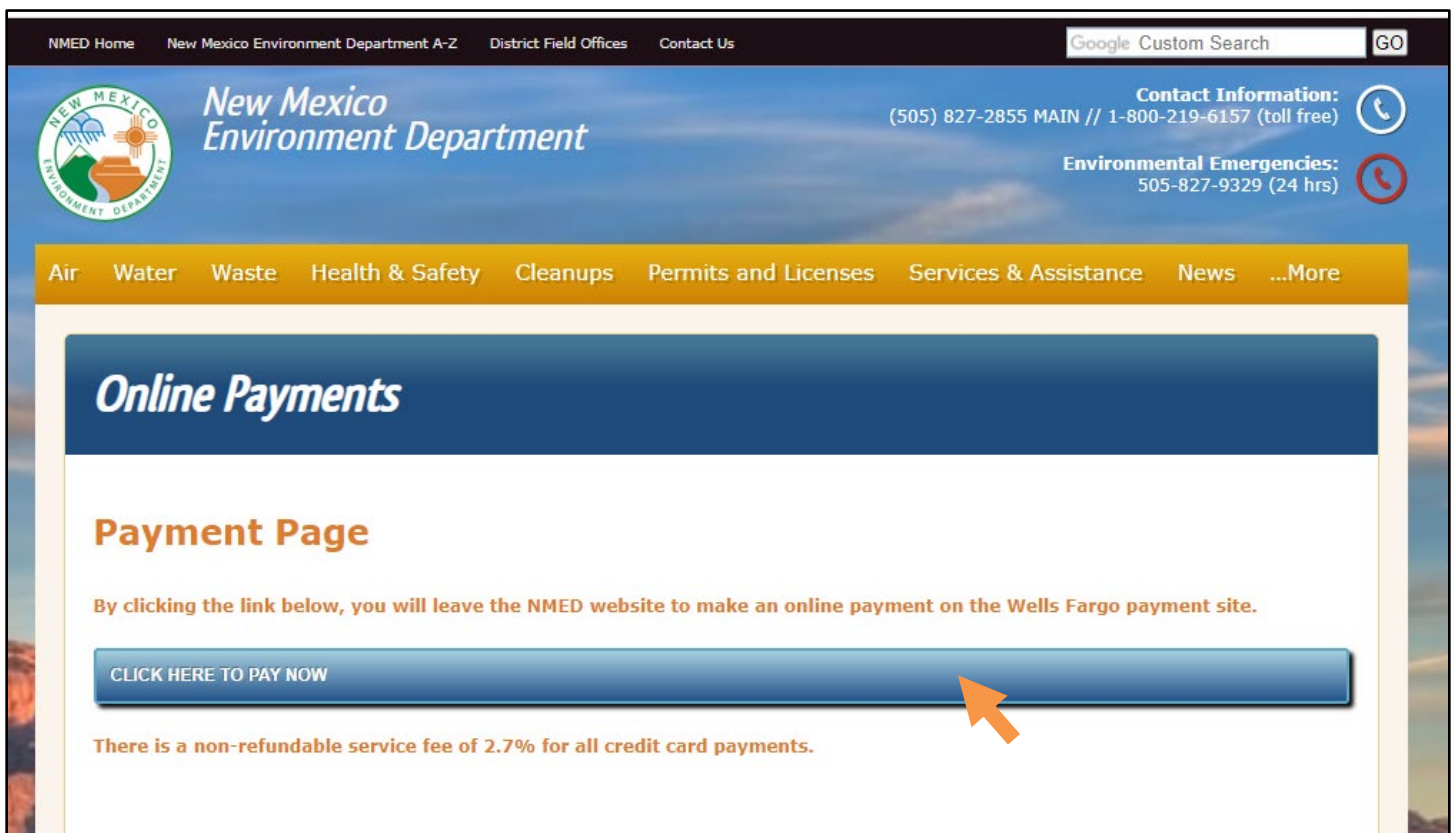 NMED Home New Mexico Environment Department A-Z District Field Offices Contact Us Google Custom Search GO
NEW MEXICO
ENVIRONMENT DEPARTMENT
New Mexico
Environment Department
Contact Information:
(505) 827-2855 MAIN // 1-800-219-6157 (toll free)
Environmental Emergencies:
505-827-9329 (24 hrs)
Air Water Waste Health & Safety Cleanups Permits and Licenses Services & Assistance News ...More
Online Payments
Payment Page
By clicking the link below, you will leave the NMED website to make an online payment on the Wells Fargo payment site.
CLICK HERE TO PAY NOW
There is a non-refundable service fee of 2.7% for all credit card payments.